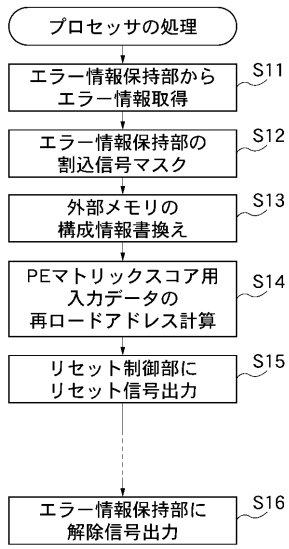 プロセッサの処理
エラー情報保持部から
エラー情報取得
S11
エラー情報保持部の
割込信号マスク
S12
外部メモリの
構成情報書換え
S13
PEマトリックスコア用
入力データの
再ロードアドレス計算
S14
リセット制御部に
リセット信号出力
S15
エラー情報保持部に
解除信号出力
S16